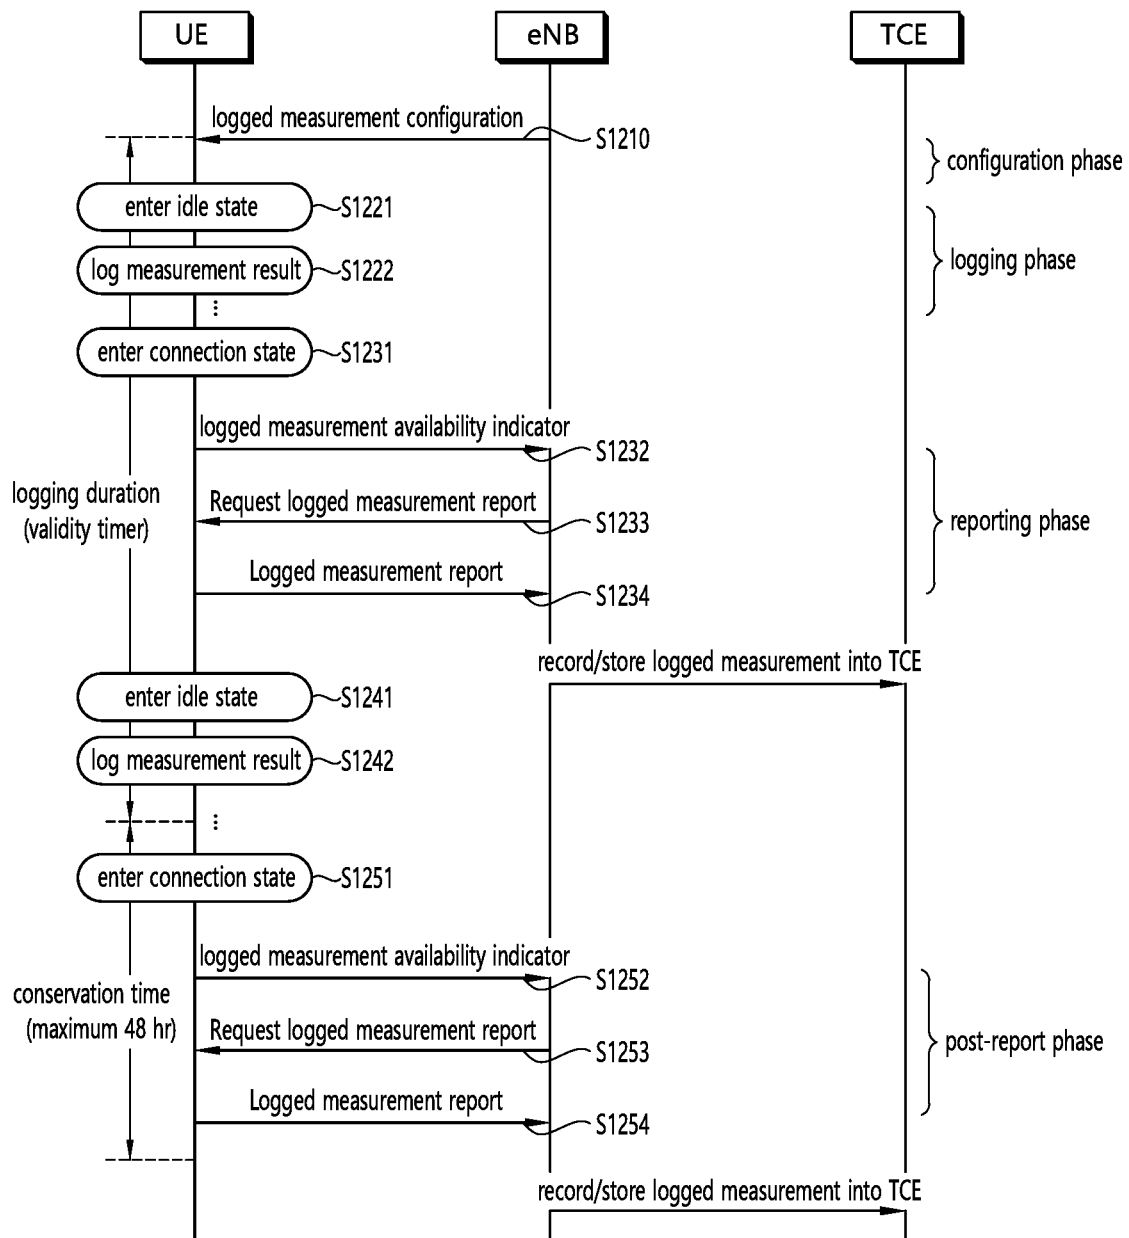 UE
eNB
TCE
logged measurement configuration
S1210
configuration phase
enter idle state
S1221
log measurement result
S1222
logging phase
...
enter connection state
S1231
logged measurement availability indicator
S1232
logging duration
(validity timer)
Request logged measurement report
S1233
reporting phase
Logged measurement report
S1234
record/store logged measurement into TCE
enter idle state
S1241
log measurement result
S1242
...
enter connection state
S1251
logged measurement availability indicator
S1252
conservation time
(maximum 48 hr)
Request logged measurement report
S1253
post-report phase
Logged measurement report
S1254
record/store logged measurement into TCE